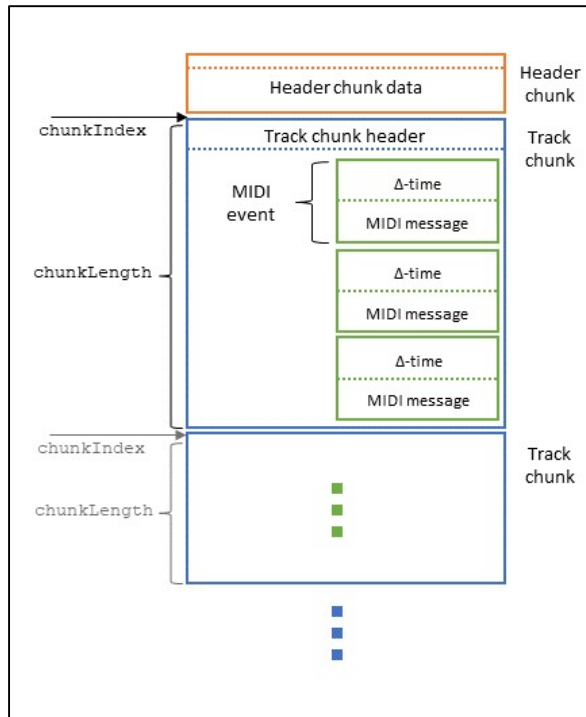 Header chunk data
Header
chunk
chunkIndex
Track chunk header
Track
chunk
MIDI
event
Δ-time
MIDI message
chunkLength
Δ-time
MIDI message
Δ-time
MIDI message
chunkIndex
Track
chunk
chunkLength